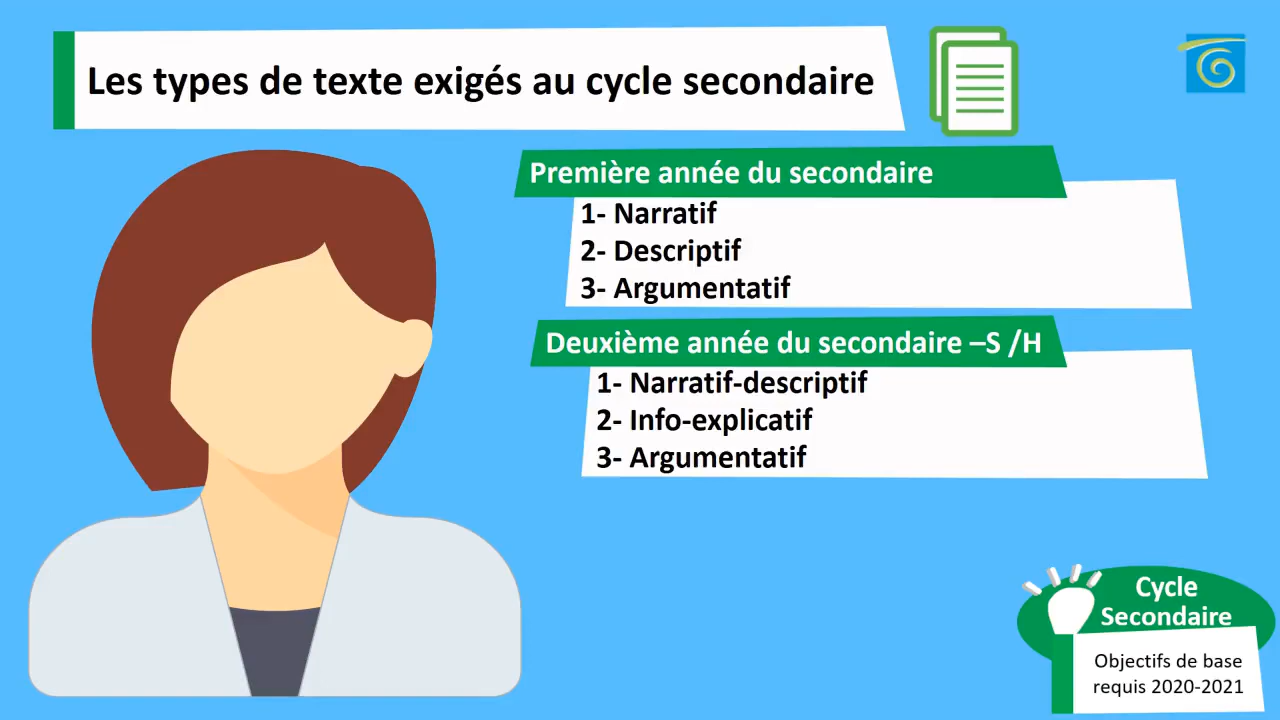 Les types de texte exigés au cycle secondaire
Première année du secondaire
1- Narratif
2- Descriptif
3- Argumentatif
Deuxième année du secondaire –S /H
1- Narratif-descriptif
2- Info-explicatif
3- Argumentatif
Cycle
Secondaire
Objectifs de base
requis 2020-2021